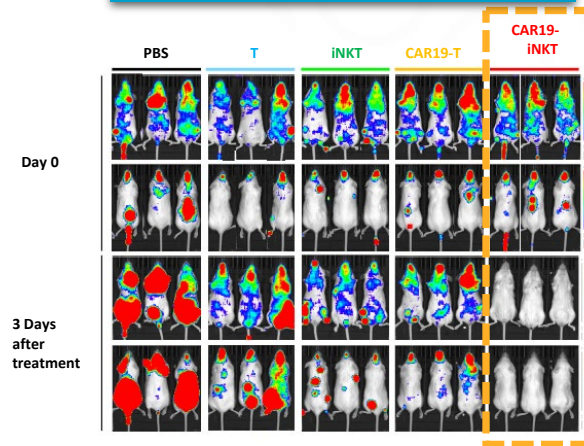 PBS
T
iNKT
CAR19-T
CAR19-
iNKT
Day 0
3 Days
after
treatment